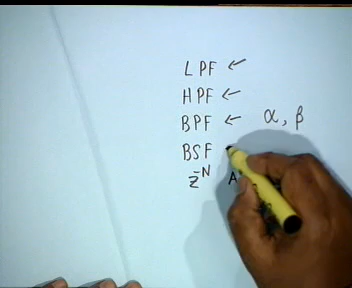 LPF ←
HPF ←
BPF ← α, β
BSF
z̄ᴺ A